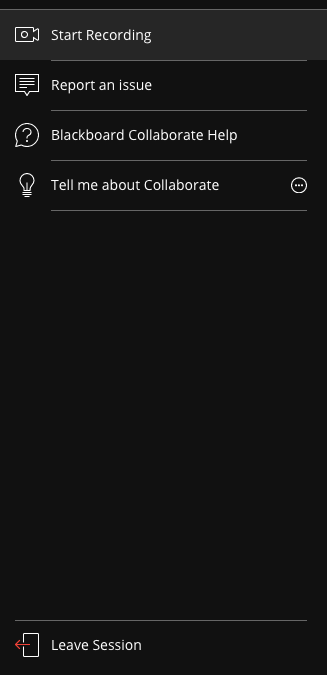 Start Recording
Report an issue
Blackboard Collaborate Help
Tell me about Collaborate
Leave Session